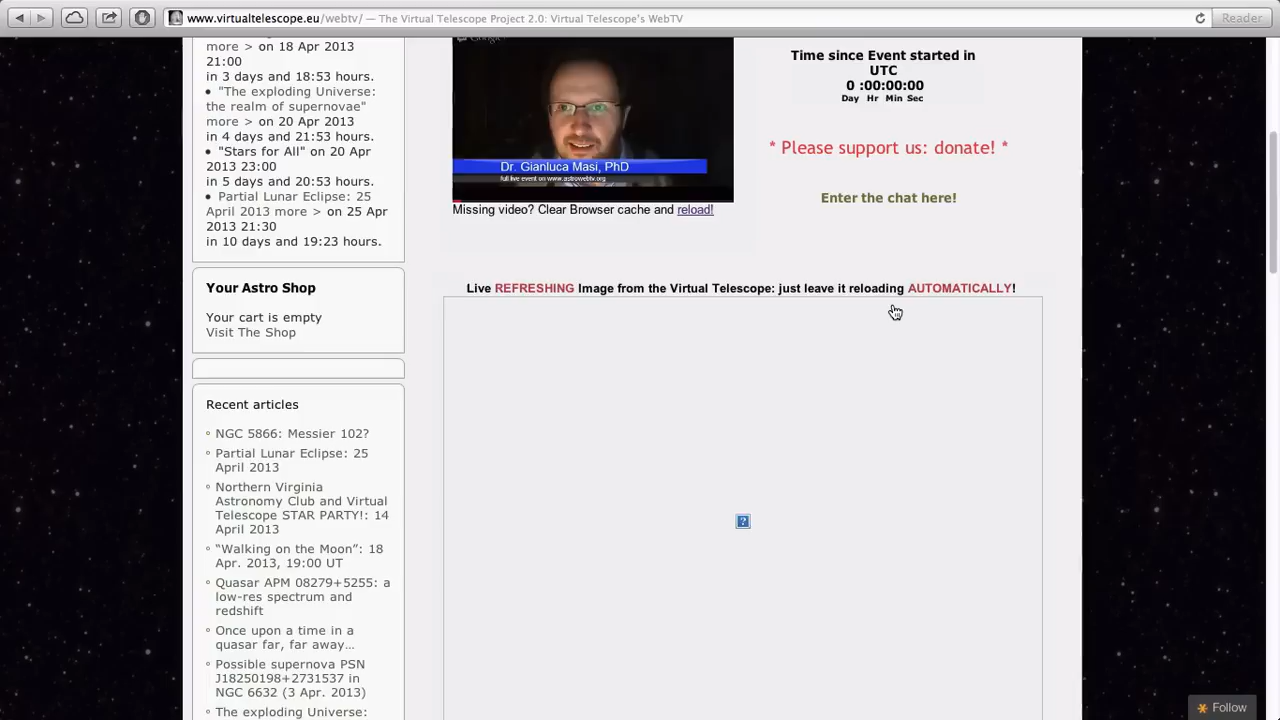 www.virtualtelescope.eu/webtv/ — The Virtual Telescope Project 2.0: Virtual Telescope's WebTV
Reader
more > on 18 Apr 2013
21:00
in 3 days and 18:53 hours.
• "The exploding Universe:
the realm of supernovae"
more > on 20 Apr 2013
in 4 days and 21:53 hours.
• "Stars for All" on 20 Apr
2013 23:00
in 5 days and 20:53 hours.
• Partial Lunar Eclipse: 25
April 2013 more > on 25 Apr
2013 21:30
in 10 days and 19:23 hours.
Your Astro Shop
Your cart is empty
Visit The Shop
Recent articles
NGC 5866: Messier 102?
Partial Lunar Eclipse: 25
April 2013
Northern Virginia
Astronomy Club and Virtual
Telescope STAR PARTY!: 14
April 2013
“Walking on the Moon”: 18
Apr. 2013, 19:00 UT
Quasar APM 08279+5255: a
low-res spectrum and
redshift
Once upon a time in a
quasar far, far away…
Possible supernova PSN
J18250198+2731537 in
NGC 6632 (3 Apr. 2013)
The exploding Universe:
Dr. Gianluca Masi, PhD
full live event on www.astrowebtv.org
Missing video? Clear Browser cache and reload!
Time since Event started in
UTC
0 :00:00:00
Day Hr Min Sec
* Please support us: donate! *
Enter the chat here!
Live REFRESHING Image from the Virtual Telescope: just leave it reloading AUTOMATICALLY!
?
Follow